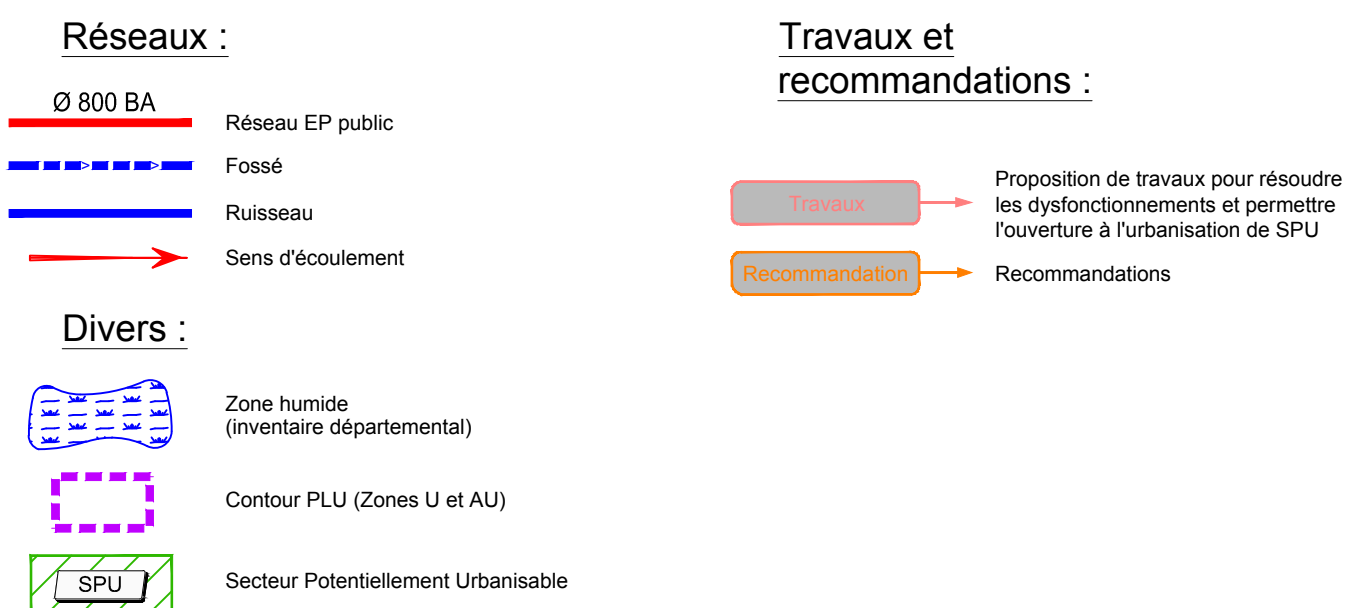 Réseaux :
Ø 800 BA
Réseau EP public
Fossé
Ruisseau
Sens d'écoulement
Divers :
Zone humide
(inventaire départemental)
Contour PLU (Zones U et AU)
SPU
Secteur Potentiellement Urbanisable
Travaux et
recommandations :
Travaux
Proposition de travaux pour résoudre
les dysfonctionnements et permettre
l'ouverture à l'urbanisation de SPU
Recommandation
Recommandations